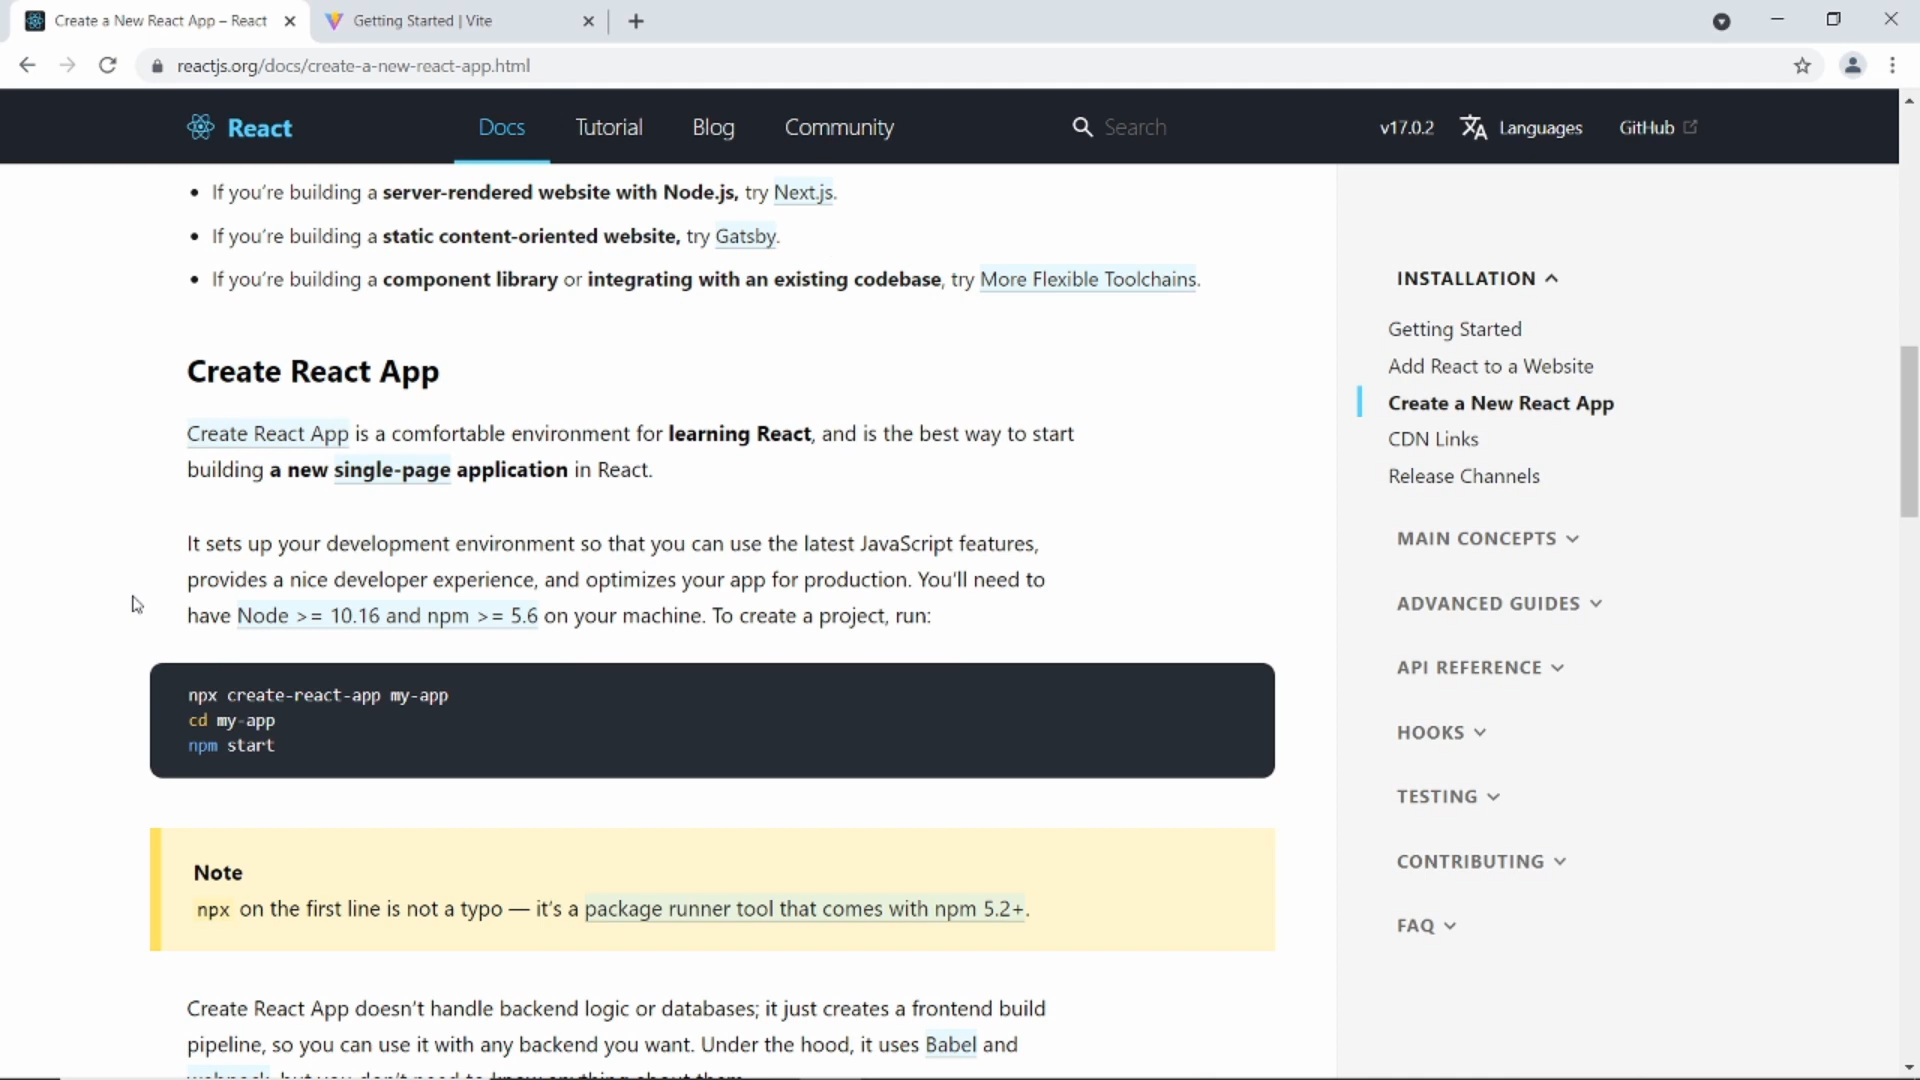 Create a New React App – React
Getting Started | Vite
reactjs.org/docs/create-a-new-react-app.html
React
Docs
Tutorial
Blog
Community
Search
v17.0.2
Languages
GitHub
• If you're building a server-rendered website with Node.js, try Next.js.
• If you're building a static content-oriented website, try Gatsby.
• If you're building a component library or integrating with an existing codebase, try More Flexible Toolchains.
Create React App
Create React App is a comfortable environment for learning React, and is the best way to start
building a new single-page application in React.
It sets up your development environment so that you can use the latest JavaScript features,
provides a nice developer experience, and optimizes your app for production. You'll need to
have Node >= 10.16 and npm >= 5.6 on your machine. To create a project, run:
npx create-react-app my-app
cd my-app
npm start
Note
npx on the first line is not a typo — it's a package runner tool that comes with npm 5.2+.
Create React App doesn't handle backend logic or databases; it just creates a frontend build
pipeline, so you can use it with any backend you want. Under the hood, it uses Babel and
webpack, but you don't need to know anything about them.
INSTALLATION
Getting Started
Add React to a Website
Create a New React App
CDN Links
Release Channels
MAIN CONCEPTS
ADVANCED GUIDES
API REFERENCE
HOOKS
TESTING
CONTRIBUTING
FAQ